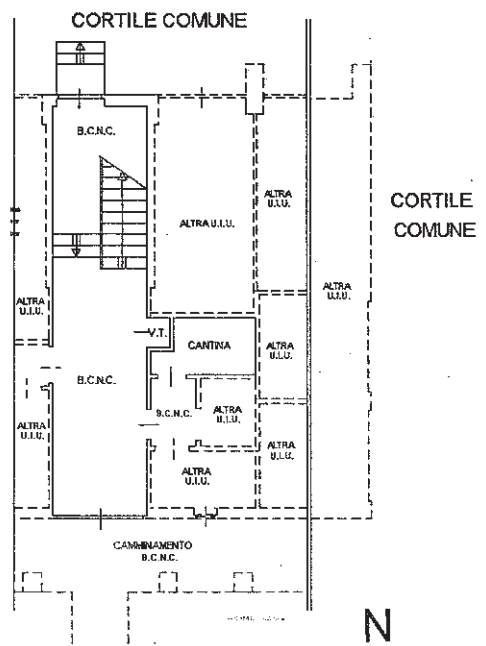 CORTILE COMUNE
B.C.N.C.
ALTRA
U.I.U.
ALTRA U.I.U.
CORTILE
COMUNE
ALTRA
U.I.U.
ALTRA
U.I.U.
V.T.
CANTINA
ALTRA
U.I.U.
B.C.N.C.
B.C.N.C.
ALTRA
U.I.U.
ALTRA
U.I.U.
ALTRA
U.I.U.
ALTRA
U.I.U.
CAMMINAMENTO
B.C.N.C.
N